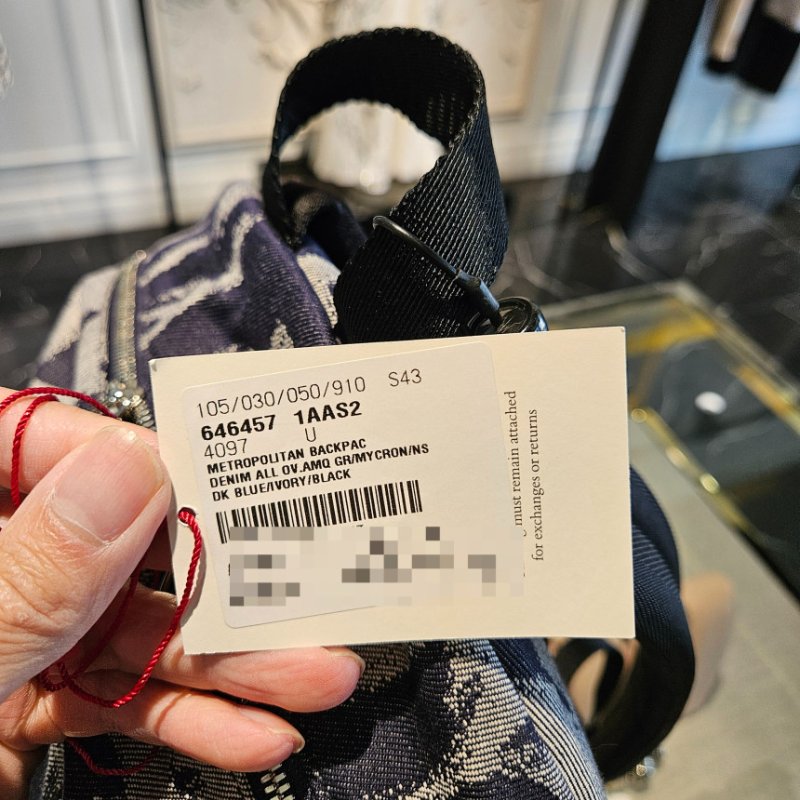 105/030/050/910 S43
646457 1AAS2
4097 U
METROPOLITAN BACKPAC
DENIM ALL OV.AMQ GR/MYCRON/NS
DK BLUE/IVORY/BLACK
must remain attached
for exchanges or returns